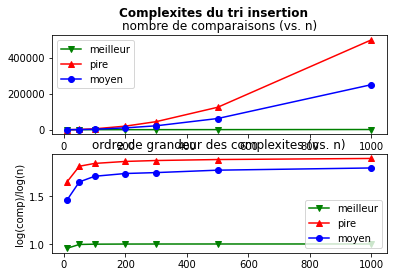 Complexites du tri insertion
nombre de comparaisons (vs. n)
400000
200000
0
meilleur
pire
moyen
0 200 400 600 800 1000
ordre de grandeur des complexites (vs. n)
log(comp)/log(n)
1.5
1.0
meilleur
pire
moyen
0 200 400 600 800 1000